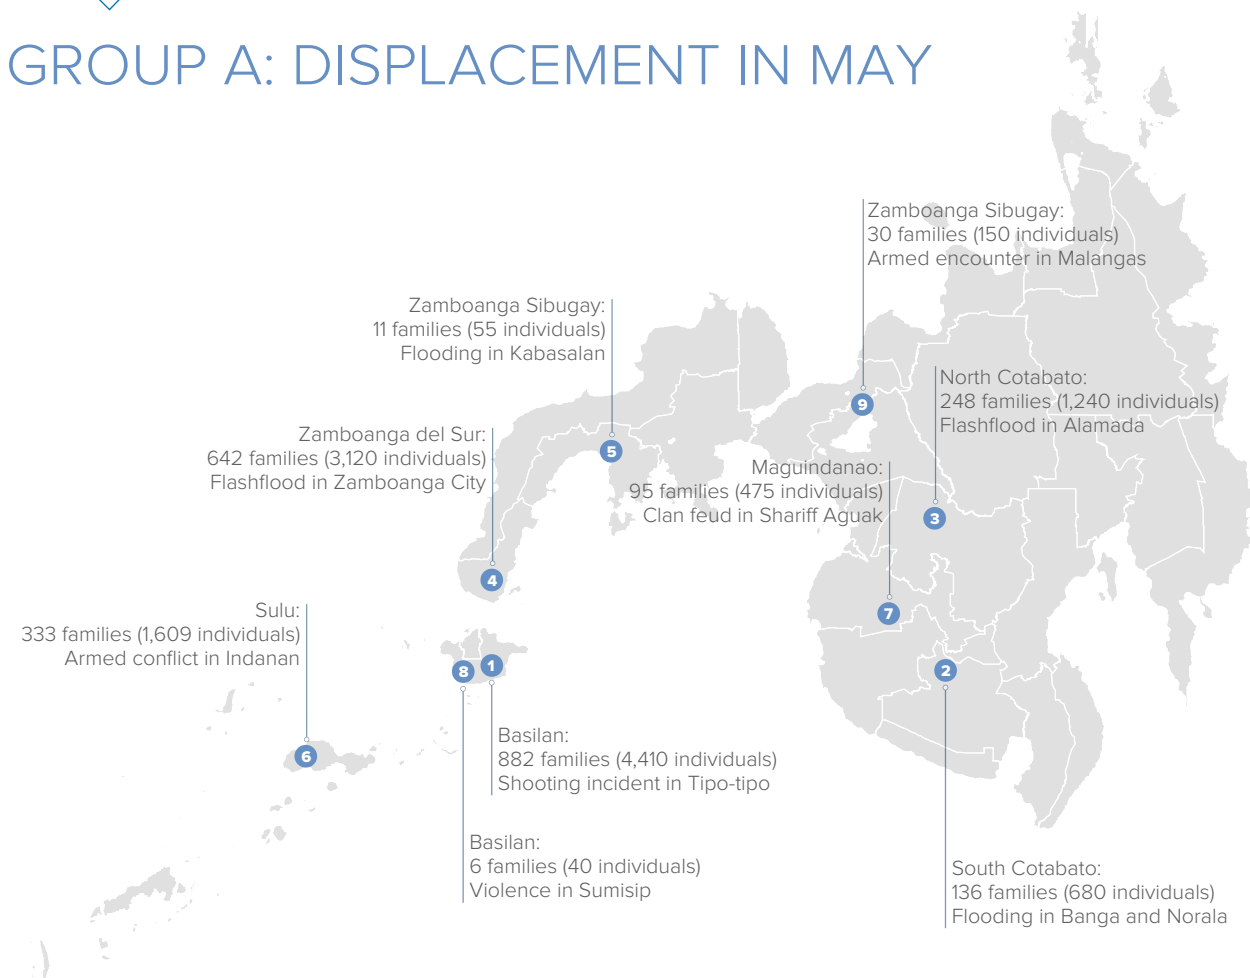 GROUP A: DISPLACEMENT IN MAY
Zamboanga Sibugay:
30 families (150 individuals)
Armed encounter in Malangas
9
Zamboanga Sibugay:
11 families (55 individuals)
Flooding in Kabasalan
5
North Cotabato:
248 families (1,240 individuals)
Flashflood in Alamada
3
Zamboanga del Sur:
642 families (3,120 individuals)
Flashflood in Zamboanga City
4
Maguindanao:
95 families (475 individuals)
Clan feud in Shariff Aguak
7
Sulu:
333 families (1,609 individuals)
Armed conflict in Indanan
6
8
1
2
Basilan:
882 families (4,410 individuals)
Shooting incident in Tipo-tipo
Basilan:
6 families (40 individuals)
Violence in Sumisip
South Cotabato:
136 families (680 individuals)
Flooding in Banga and Norala